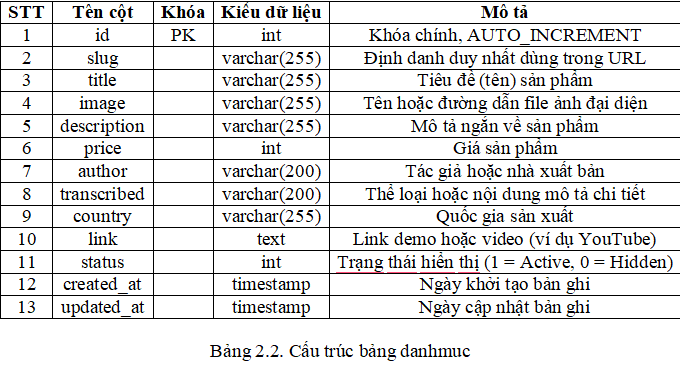 STT Tên cột Khóa Kiểu dữ liệu Mô tả
1 id PK int Khóa chính, AUTO_INCREMENT
2 slug varchar(255) Định danh duy nhất dùng trong URL
3 title varchar(255) Tiêu đề (tên) sản phẩm
4 image varchar(255) Tên hoặc đường dẫn file ảnh đại diện
5 description varchar(255) Mô tả ngắn về sản phẩm
6 price int Giá sản phẩm
7 author varchar(200) Tác giả hoặc nhà xuất bản
8 transcribed varchar(200) Thể loại hoặc nội dung mô tả chi tiết
9 country varchar(255) Quốc gia sản xuất
10 link text Link demo hoặc video (ví dụ YouTube)
11 status int Trạng thái hiển thị (1 = Active, 0 = Hidden)
12 created_at timestamp Ngày khởi tạo bản ghi
13 updated_at timestamp Ngày cập nhật bản ghi
Bảng 2.2. Cấu trúc bảng danhmuc